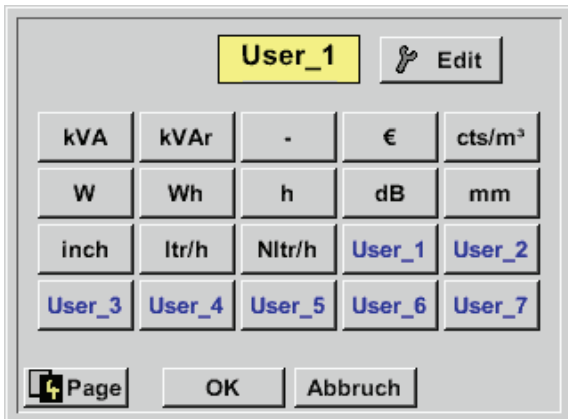 User_1 Edit
kVA kVAr - € cts/m³
W Wh h dB mm
inch ltr/h Nltr/h User_1 User_2
User_3 User_4 User_5 User_6 User_7
4 Page OK Abbruch